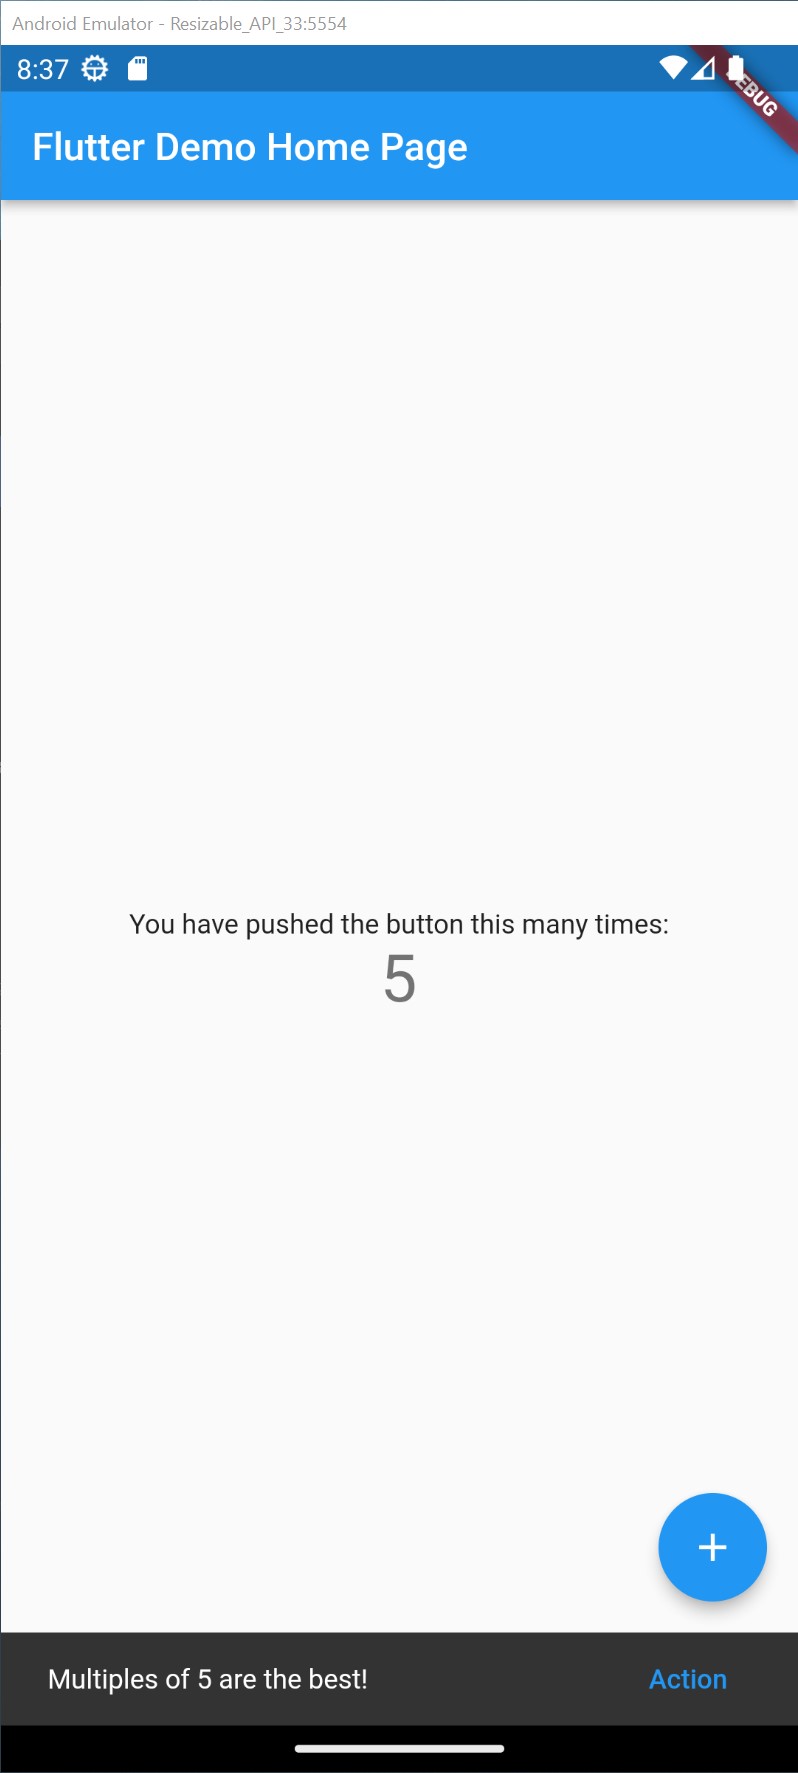 Android Emulator - Resizable_API_33:5554
8:37
Flutter Demo Home Page
You have pushed the button this many times:
5
+
Multiples of 5 are the best!
Action